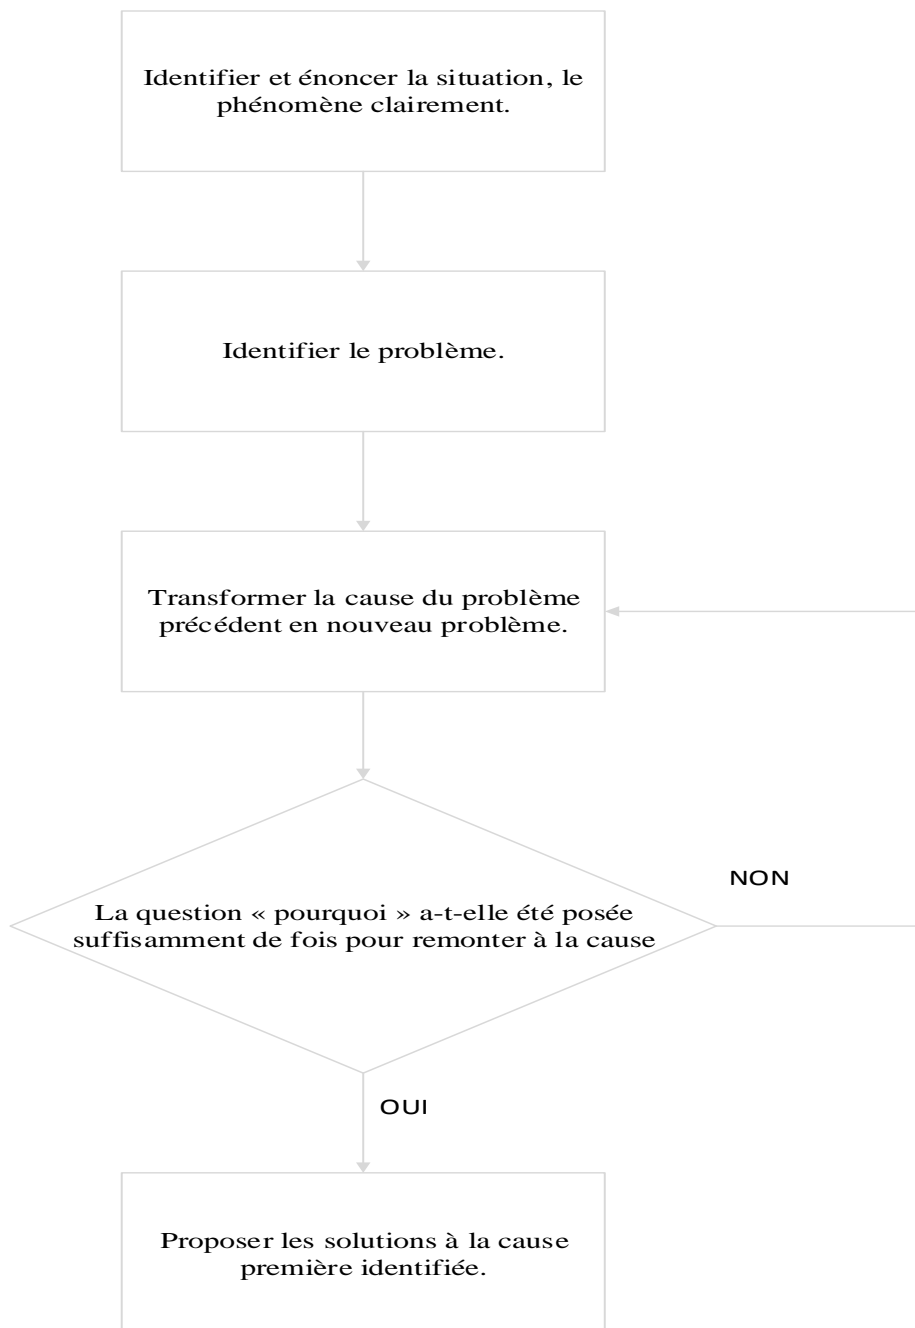 Identifier et énoncer la situation, le
phénomène clairement.
Identifier le problème.
Transformer la cause du problème
précédent en nouveau problème.
La question « pourquoi » a-t-elle été posée
suffisamment de fois pour remonter à la cause
NON
OUI
Proposer les solutions à la cause
première identifiée.